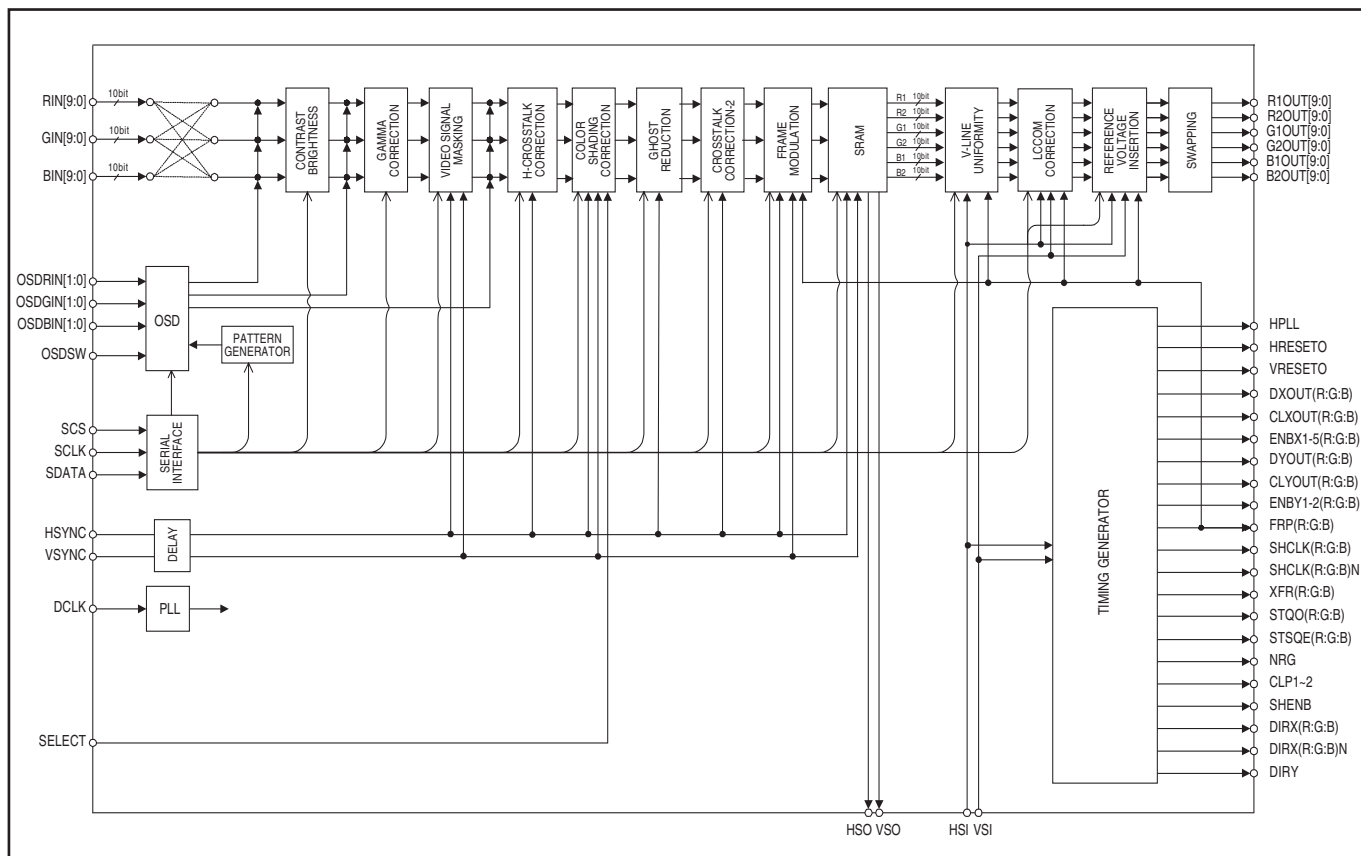 RIN[9:0]
10bit
GIN[9:0]
10bit
BIN[9:0]
10bit
CONTRAST
BRIGHTNESS
GAMMA
CORRECTION
VIDEO SIGNAL
MASKING
H-CROSSTALK
CORRECTION
COLOR
SHADING
CORRECTION
GHOST
REDUCTION
CROSSTALK
CORRECTION-2
FRAME
MODULATION
SRAM
R1 10bit
R2 10bit
G1 10bit
G2 10bit
B1 10bit
B2 10bit
V-LINE
UNIFORMITY
LCCOM
CORRECTION
REFERENCE
VOLTAGE
INSERTION
SWAPPING
R1OUT[9:0]
R2OUT[9:0]
G1OUT[9:0]
G2OUT[9:0]
B1OUT[9:0]
B2OUT[9:0]
OSDRIN[1:0]
OSDGIN[1:0]
OSDBIN[1:0]
OSDSW
OSD
PATTERN
GENERATOR
SCS
SCLK
SDATA
SERIAL
INTERFACE
HSYNC
VSYNC
DELAY
DCLK
PLL
SELECT
TIMING GENERATOR
HPLL
HRESETO
VRESETO
DXOUT(R:G:B)
CLXOUT(R:G:B)
ENBX1-5(R:G:B)
DYOUT(R:G:B)
CLYOUT(R:G:B)
ENBY1-2(R:G:B)
FRP(R:G:B)
SHCLK(R:G:B)
SHCLK(R:G:B)N
XFR(R:G:B)
STQO(R:G:B)
STSQE(R:G:B)
NRG
CLP1~2
SHENB
DIRX(R:G:B)
DIRX(R:G:B)N
DIRY
HSO VSO
HSI VSI